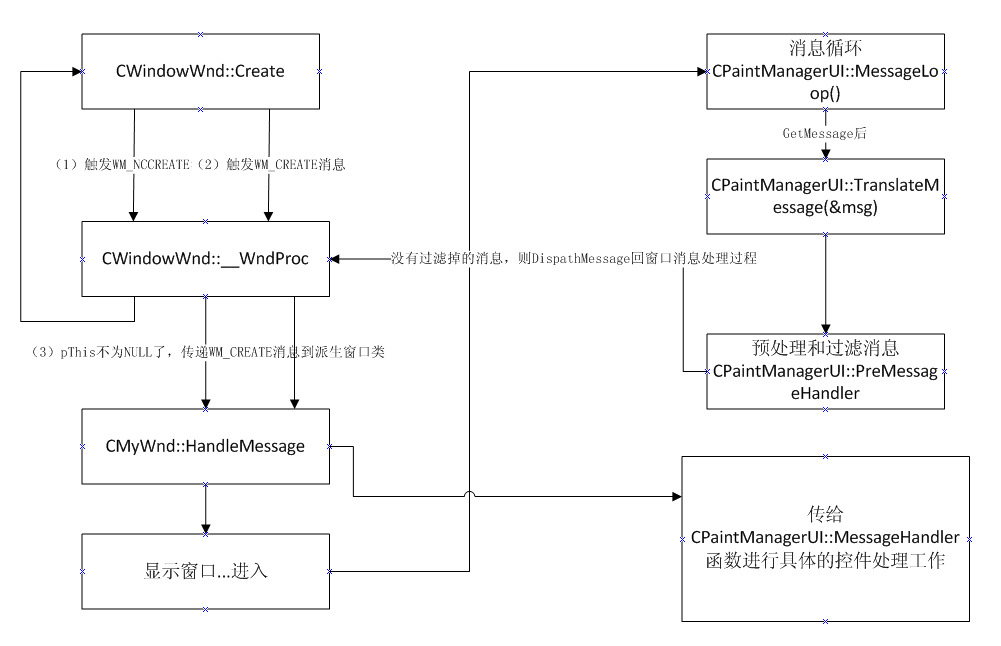 CWindowWnd::Create
（1）触发WM_NCCREATE
（2）触发WM_CREATE消息
CWindowWnd::__WndProc
（3）pThis不为NULL了，传递WM_CREATE消息到派生窗口类
CMyWnd::HandleMessage
显示窗口...进入
消息循环
CPaintManagerUI::MessageLo
op()
GetMessage后
CPaintManagerUI::TranslateM
essage(&msg)
没有过滤掉的消息，则DispathMessage回窗口消息处理过程
预处理和过滤消息
CPaintManagerUI::PreMessag
eHandler
传给
CPaintManagerUI::MessageHandler
函数进行具体的控件处理工作